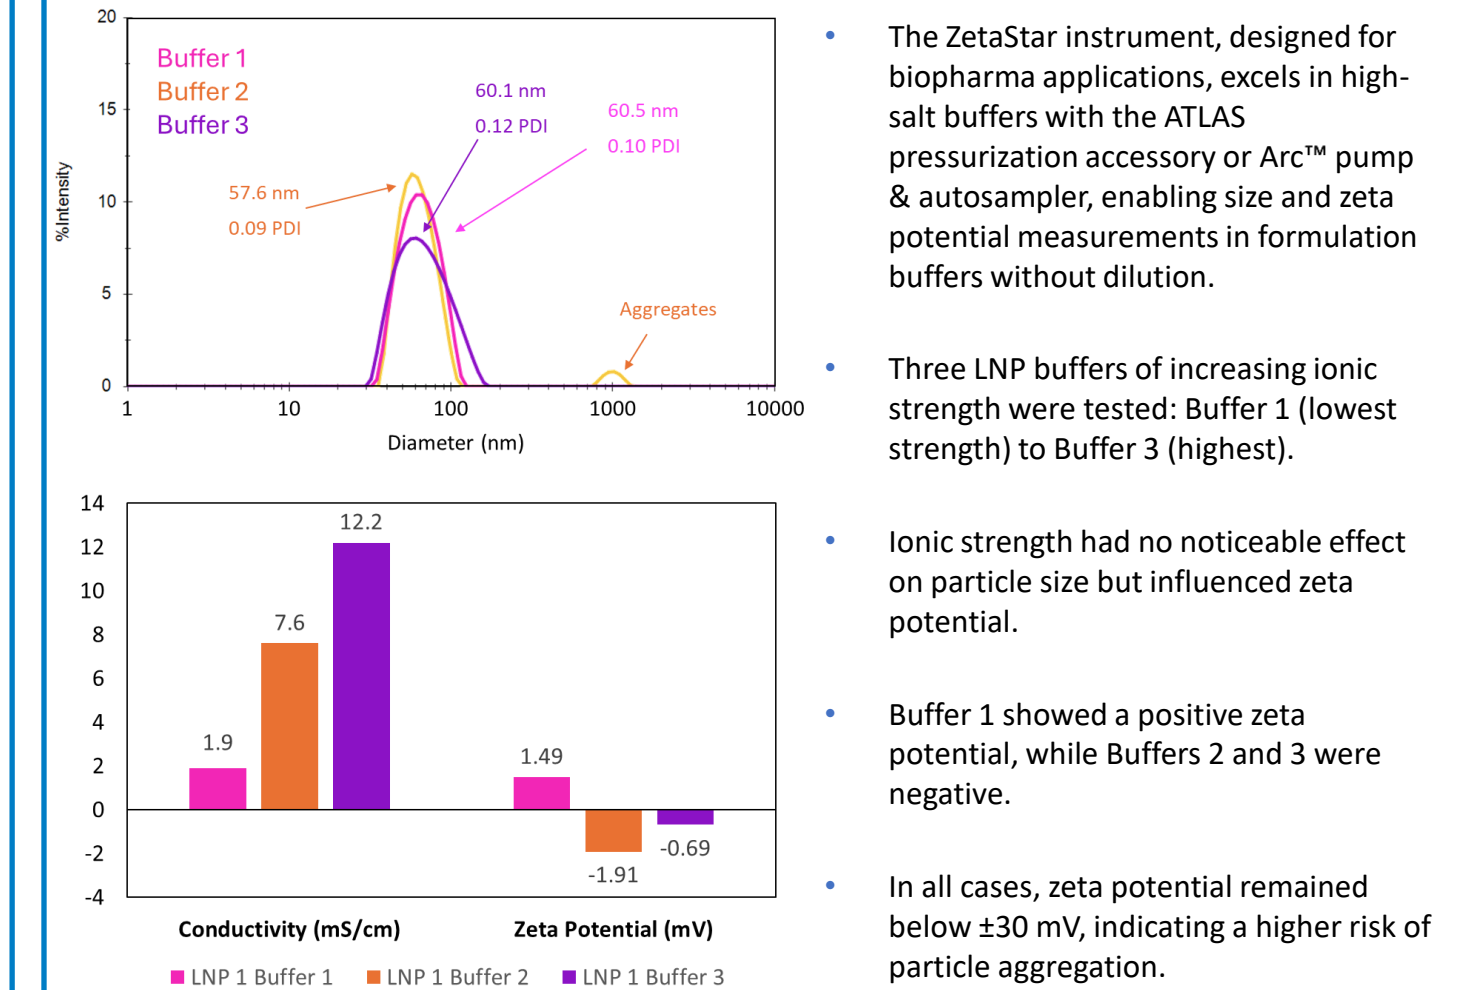 20
15
10
5
0
%Intensity
Buffer 1
Buffer 2
Buffer 3
60.1 nm
0.12 PDI
60.5 nm
0.10 PDI
57.6 nm
0.09 PDI
Aggregates
1 10 100 1000 10000
Diameter (nm)
14
12
10
8
6
4
2
0
-2
-4
1.9
7.6
12.2
1.49
-1.91
-0.69
Conductivity (mS/cm) Zeta Potential (mV)
LNP 1 Buffer 1 LNP 1 Buffer 2 LNP 1 Buffer 3
• The ZetaStar instrument, designed for
biopharma applications, excels in high-
salt buffers with the ATLAS
pressurization accessory or Arc™ pump
& autosampler, enabling size and zeta
potential measurements in formulation
buffers without dilution.
• Three LNP buffers of increasing ionic
strength were tested: Buffer 1 (lowest
strength) to Buffer 3 (highest).
• Ionic strength had no noticeable effect
on particle size but influenced zeta
potential.
• Buffer 1 showed a positive zeta
potential, while Buffers 2 and 3 were
negative.
• In all cases, zeta potential remained
below ±30 mV, indicating a higher risk of
particle aggregation.